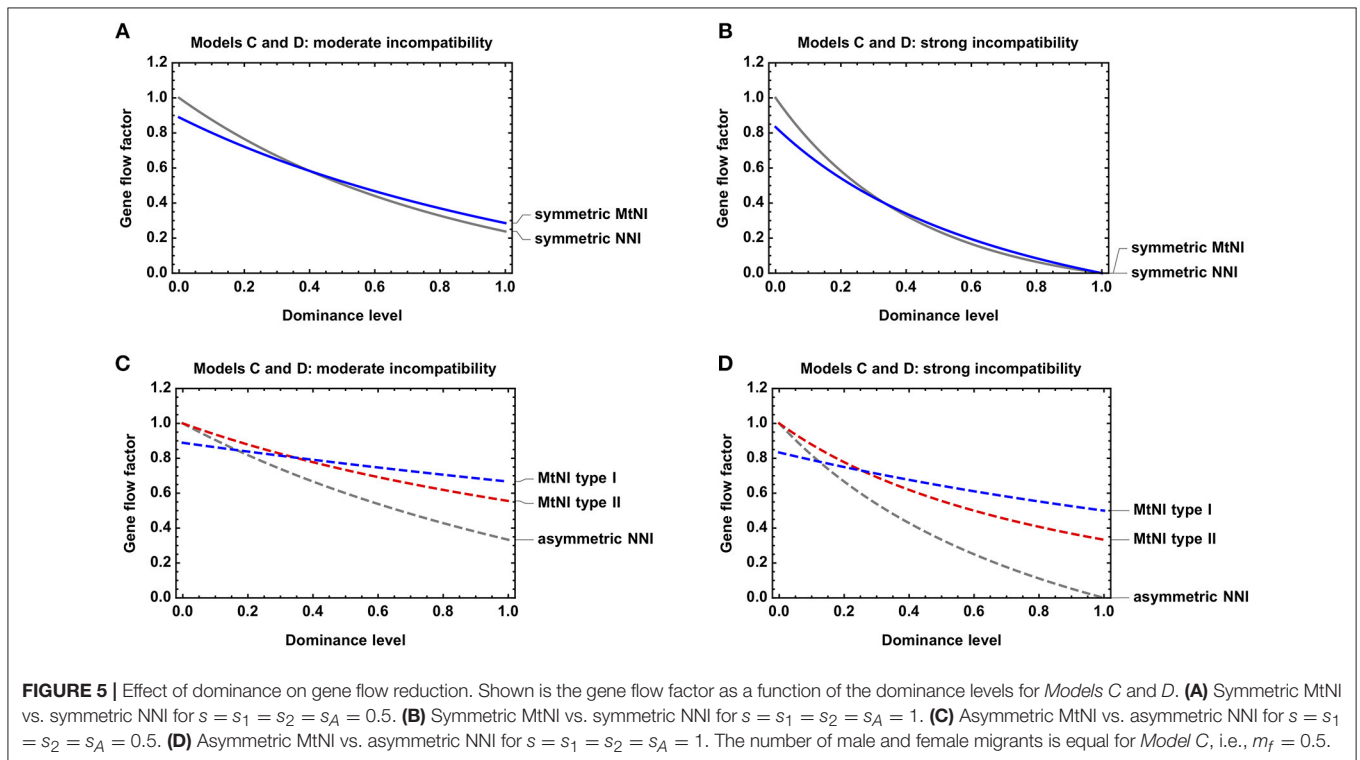 A
Models C and D: moderate incompatibility
1.2
1.0
0.8
0.6
0.4
0.2
0.0
Gene flow factor
0.0 0.2 0.4 0.6 0.8 1.0
Dominance level
symmetric MtNI
symmetric NNI
B
Models C and D: strong incompatibility
1.2
1.0
0.8
0.6
0.4
0.2
0.0
Gene flow factor
0.0 0.2 0.4 0.6 0.8 1.0
Dominance level
symmetric MtNI
symmetric NNI
C
Models C and D: moderate incompatibility
1.2
1.0
0.8
0.6
0.4
0.2
0.0
Gene flow factor
0.0 0.2 0.4 0.6 0.8 1.0
Dominance level
MtNI type I
MtNI type II
asymmetric NNI
D
Models C and D: strong incompatibility
1.2
1.0
0.8
0.6
0.4
0.2
0.0
Gene flow factor
0.0 0.2 0.4 0.6 0.8 1.0
Dominance level
MtNI type I
MtNI type II
asymmetric NNI
FIGURE 5 | Effect of dominance on gene flow reduction. Shown is the gene flow factor as a function of the dominance levels for Models C and D. (A) Symmetric MtNI
vs. symmetric NNI for s = s₁ = s₂ = s_A = 0.5. (B) Symmetric MtNI vs. symmetric NNI for s = s₁ = s₂ = s_A = 1. (C) Asymmetric MtNI vs. asymmetric NNI for s = s₁
= s₂ = s_A = 0.5. (D) Asymmetric MtNI vs. asymmetric NNI for s = s₁ = s₂ = s_A = 1. The number of male and female migrants is equal for Model C, i.e., m_f = 0.5.